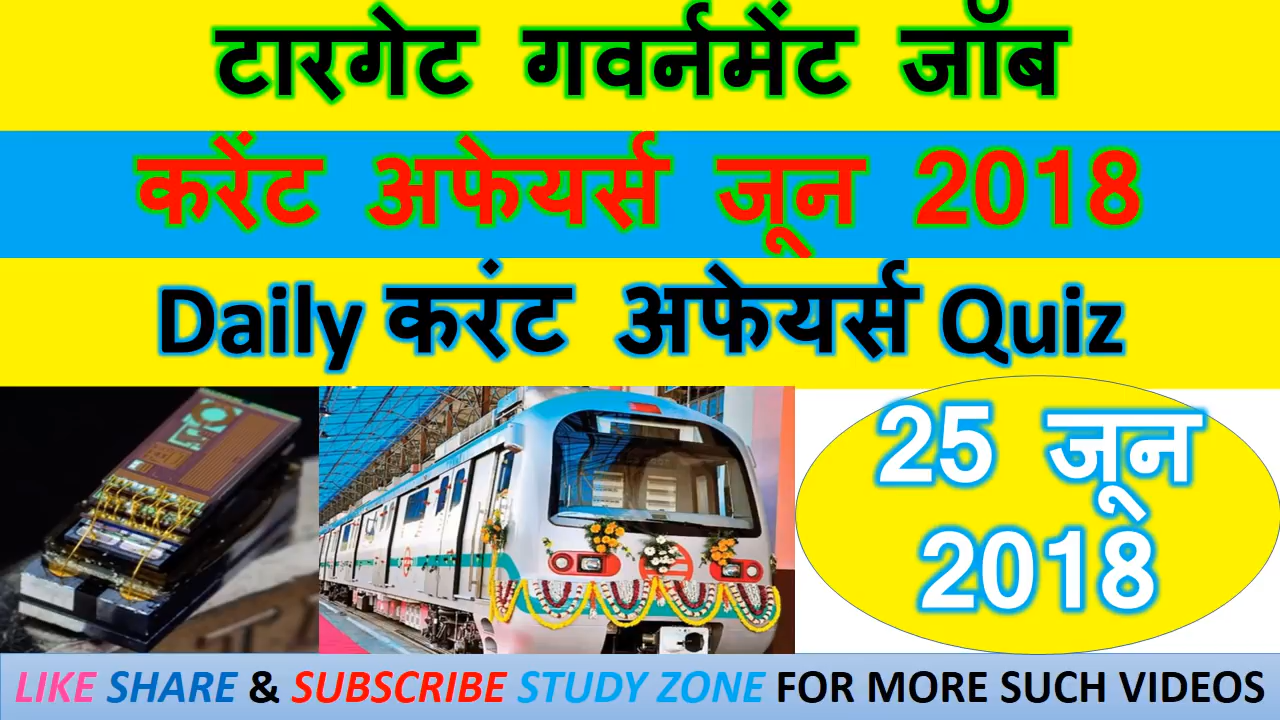 टारगेट गवर्नमेंट जॉब
करेंट अफेयर्स जून 2018
Daily करंट अफेयर्स Quiz
25 जून
2018
LIKE SHARE & SUBSCRIBE STUDY ZONE FOR MORE SUCH VIDEOS